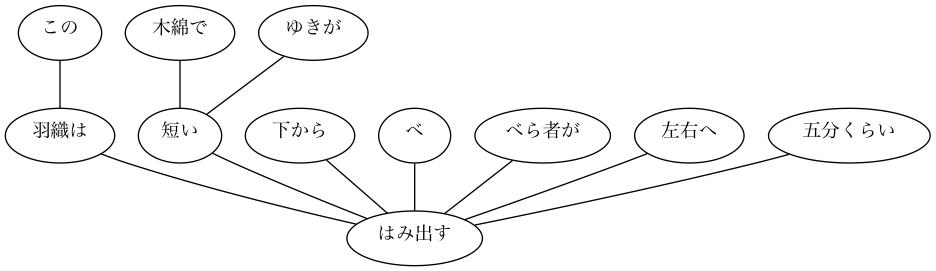 この 木綿で ゆきが
羽織は 短い 下から べ べら者が 左右へ 五分くらい
はみ出す